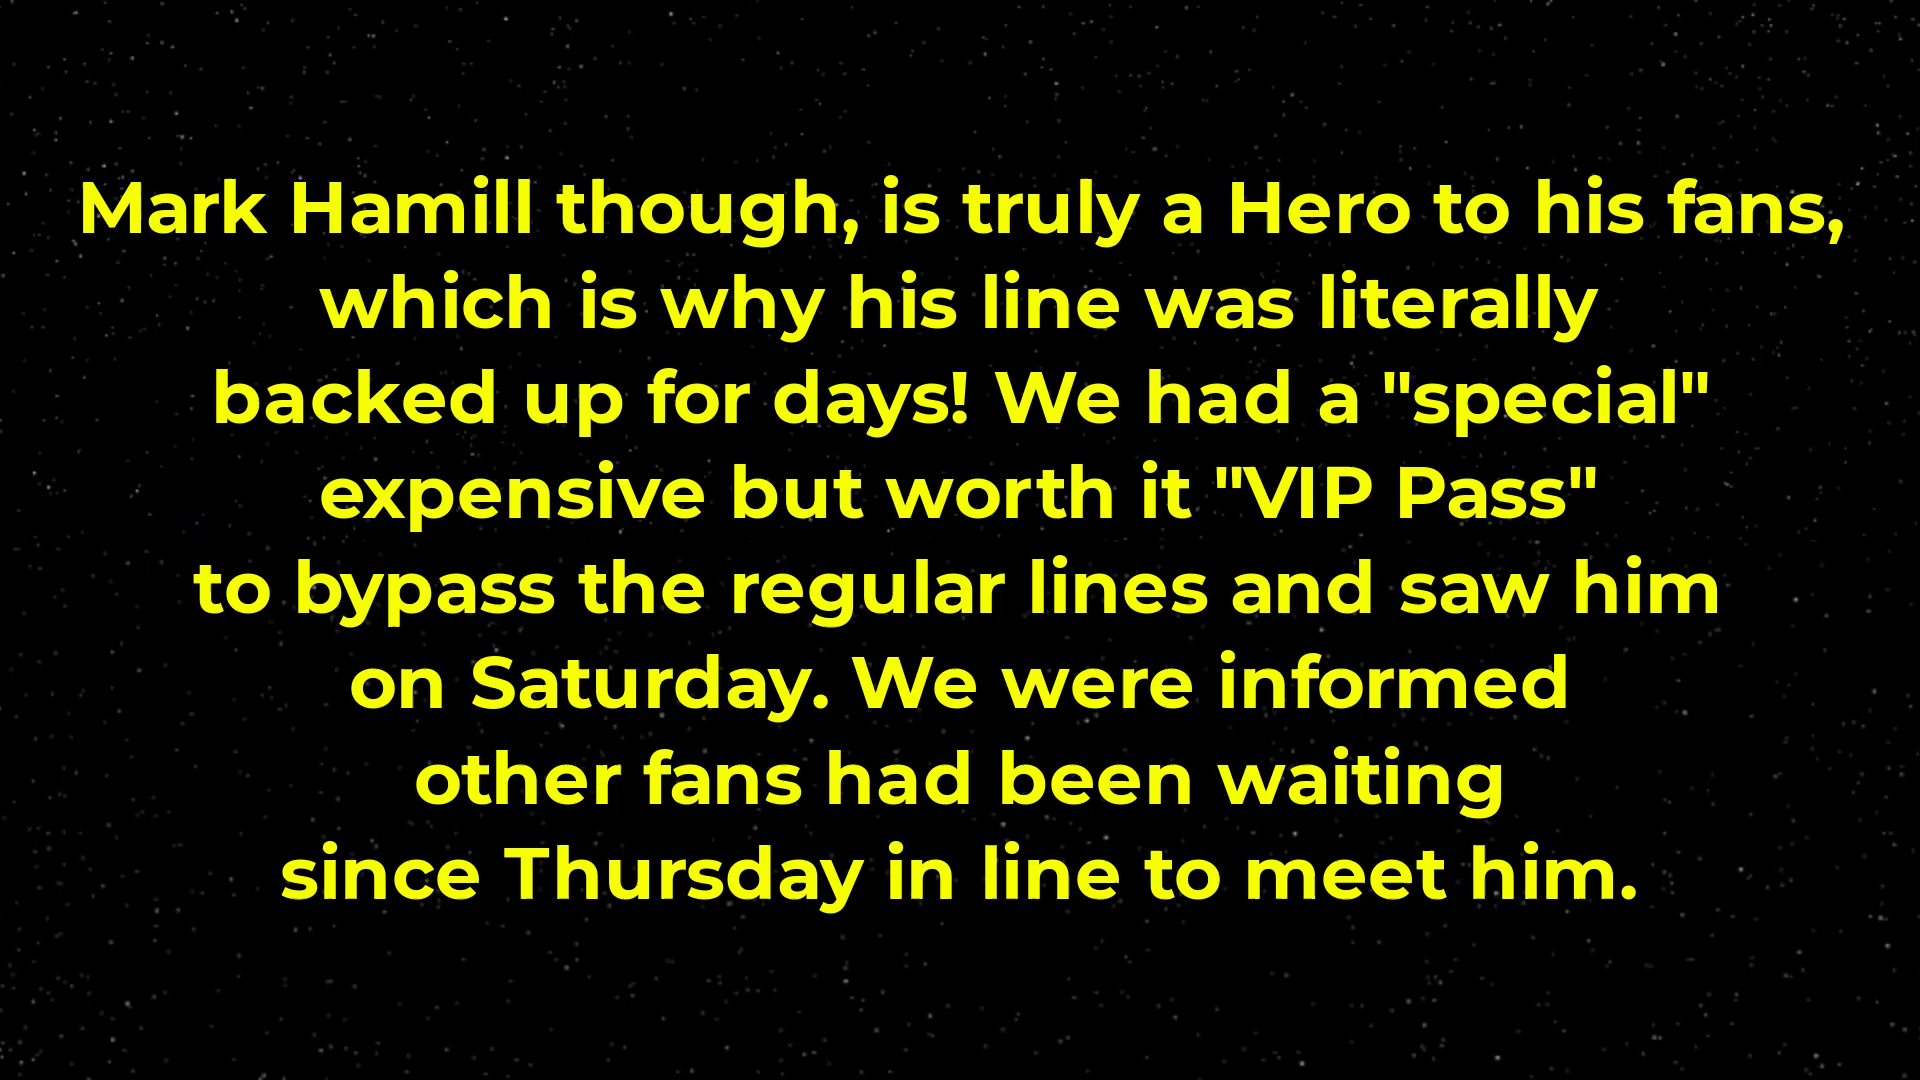 Mark Hamill though, is truly a Hero to his fans,
which is why his line was literally
backed up for days! We had a "special"
expensive but worth it "VIP Pass"
to bypass the regular lines and saw him
on Saturday. We were informed
other fans had been waiting
since Thursday in line to meet him.